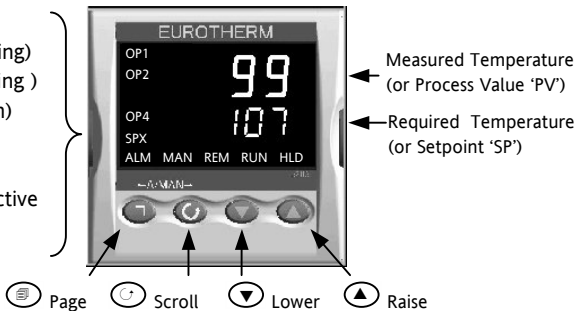 EUROTHERM
OP1
OP2
99
OP4
107
SPX
ALM MAN REM RUN HLD
A/MAN
ing)
ing )
n)
ctive
Measured Temperature
(or Process Value ‘PV’)
Required Temperature
(or Setpoint ‘SP’)
Page Scroll Lower Raise